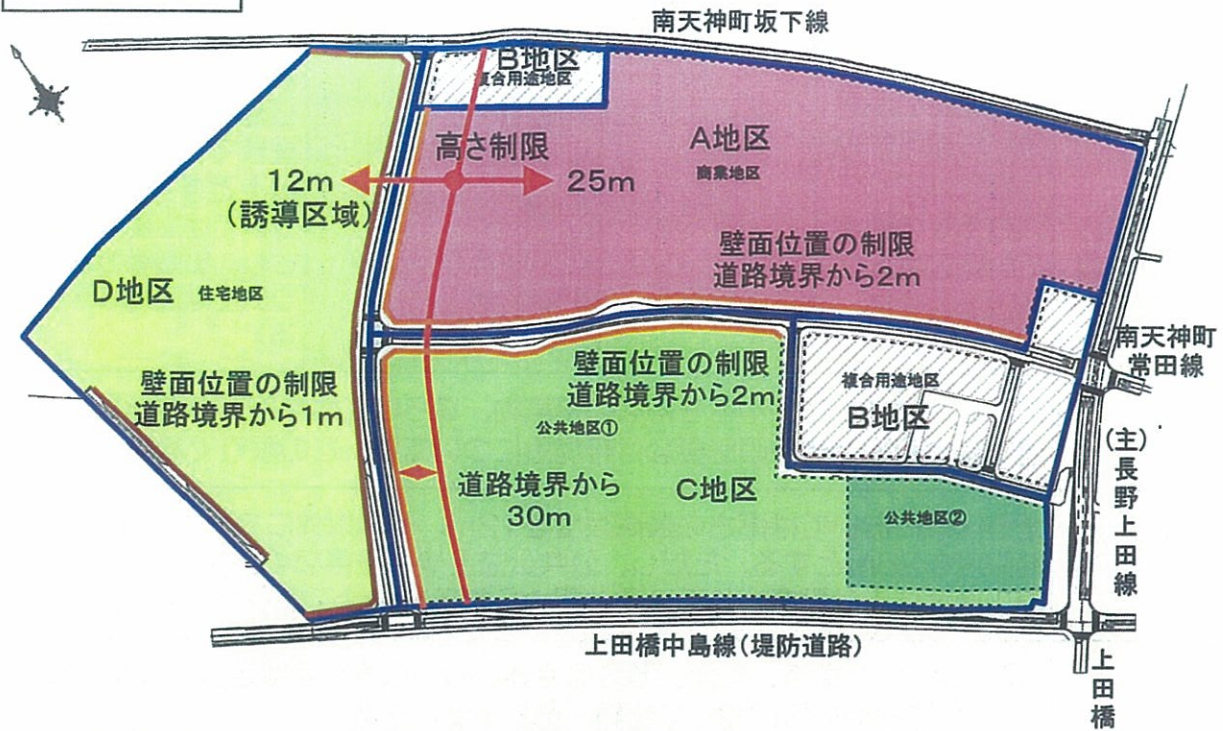 南天神町坂下線
B地区
複合用途地区
高さ制限
A地区
商業地区
12m
25m
(誘導区域)
壁面位置の制限
道路境界から2m
D地区 住宅地区
南天神町
常田線
壁面位置の制限
道路境界から2m
壁面位置の制限
道路境界から1m
複合用途地区
B地区
公共地区①
(主)長野上田線
道路境界から
30m
C地区
公共地区②
上田橋中島線(堤防道路)
上田橋